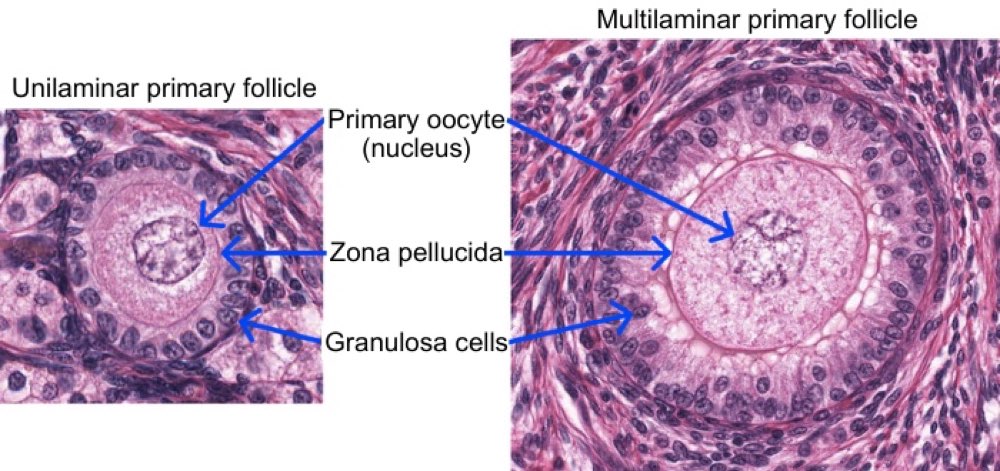 Multilaminar primary follicle
Unilaminar primary follicle
Primary oocyte
(nucleus)
Zona pellucida
Granulosa cells